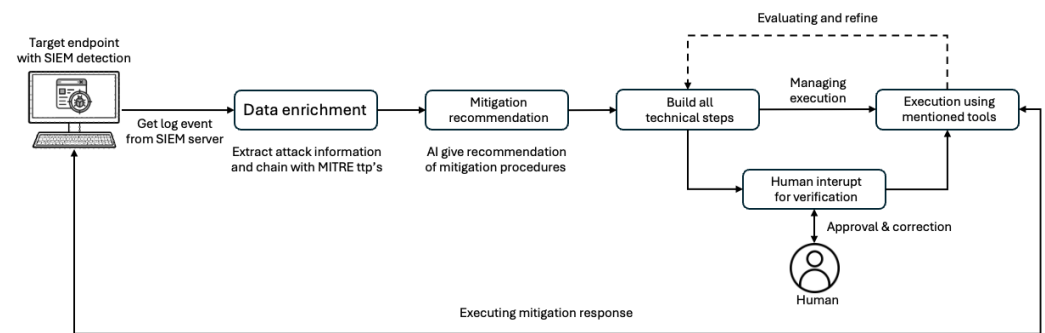 Evaluating and refine
Target endpoint
with SIEM detection
Get log event
from SIEM server
Data enrichment
Extract attack information
and chain with MITRE ttp's
Mitigation
recommendation
AI give recommendation
of mitigation procedures
Build all
technical steps
Managing
execution
Execution using
mentioned tools
Human interupt
for verification
Approval & correction
Human
Executing mitigation response